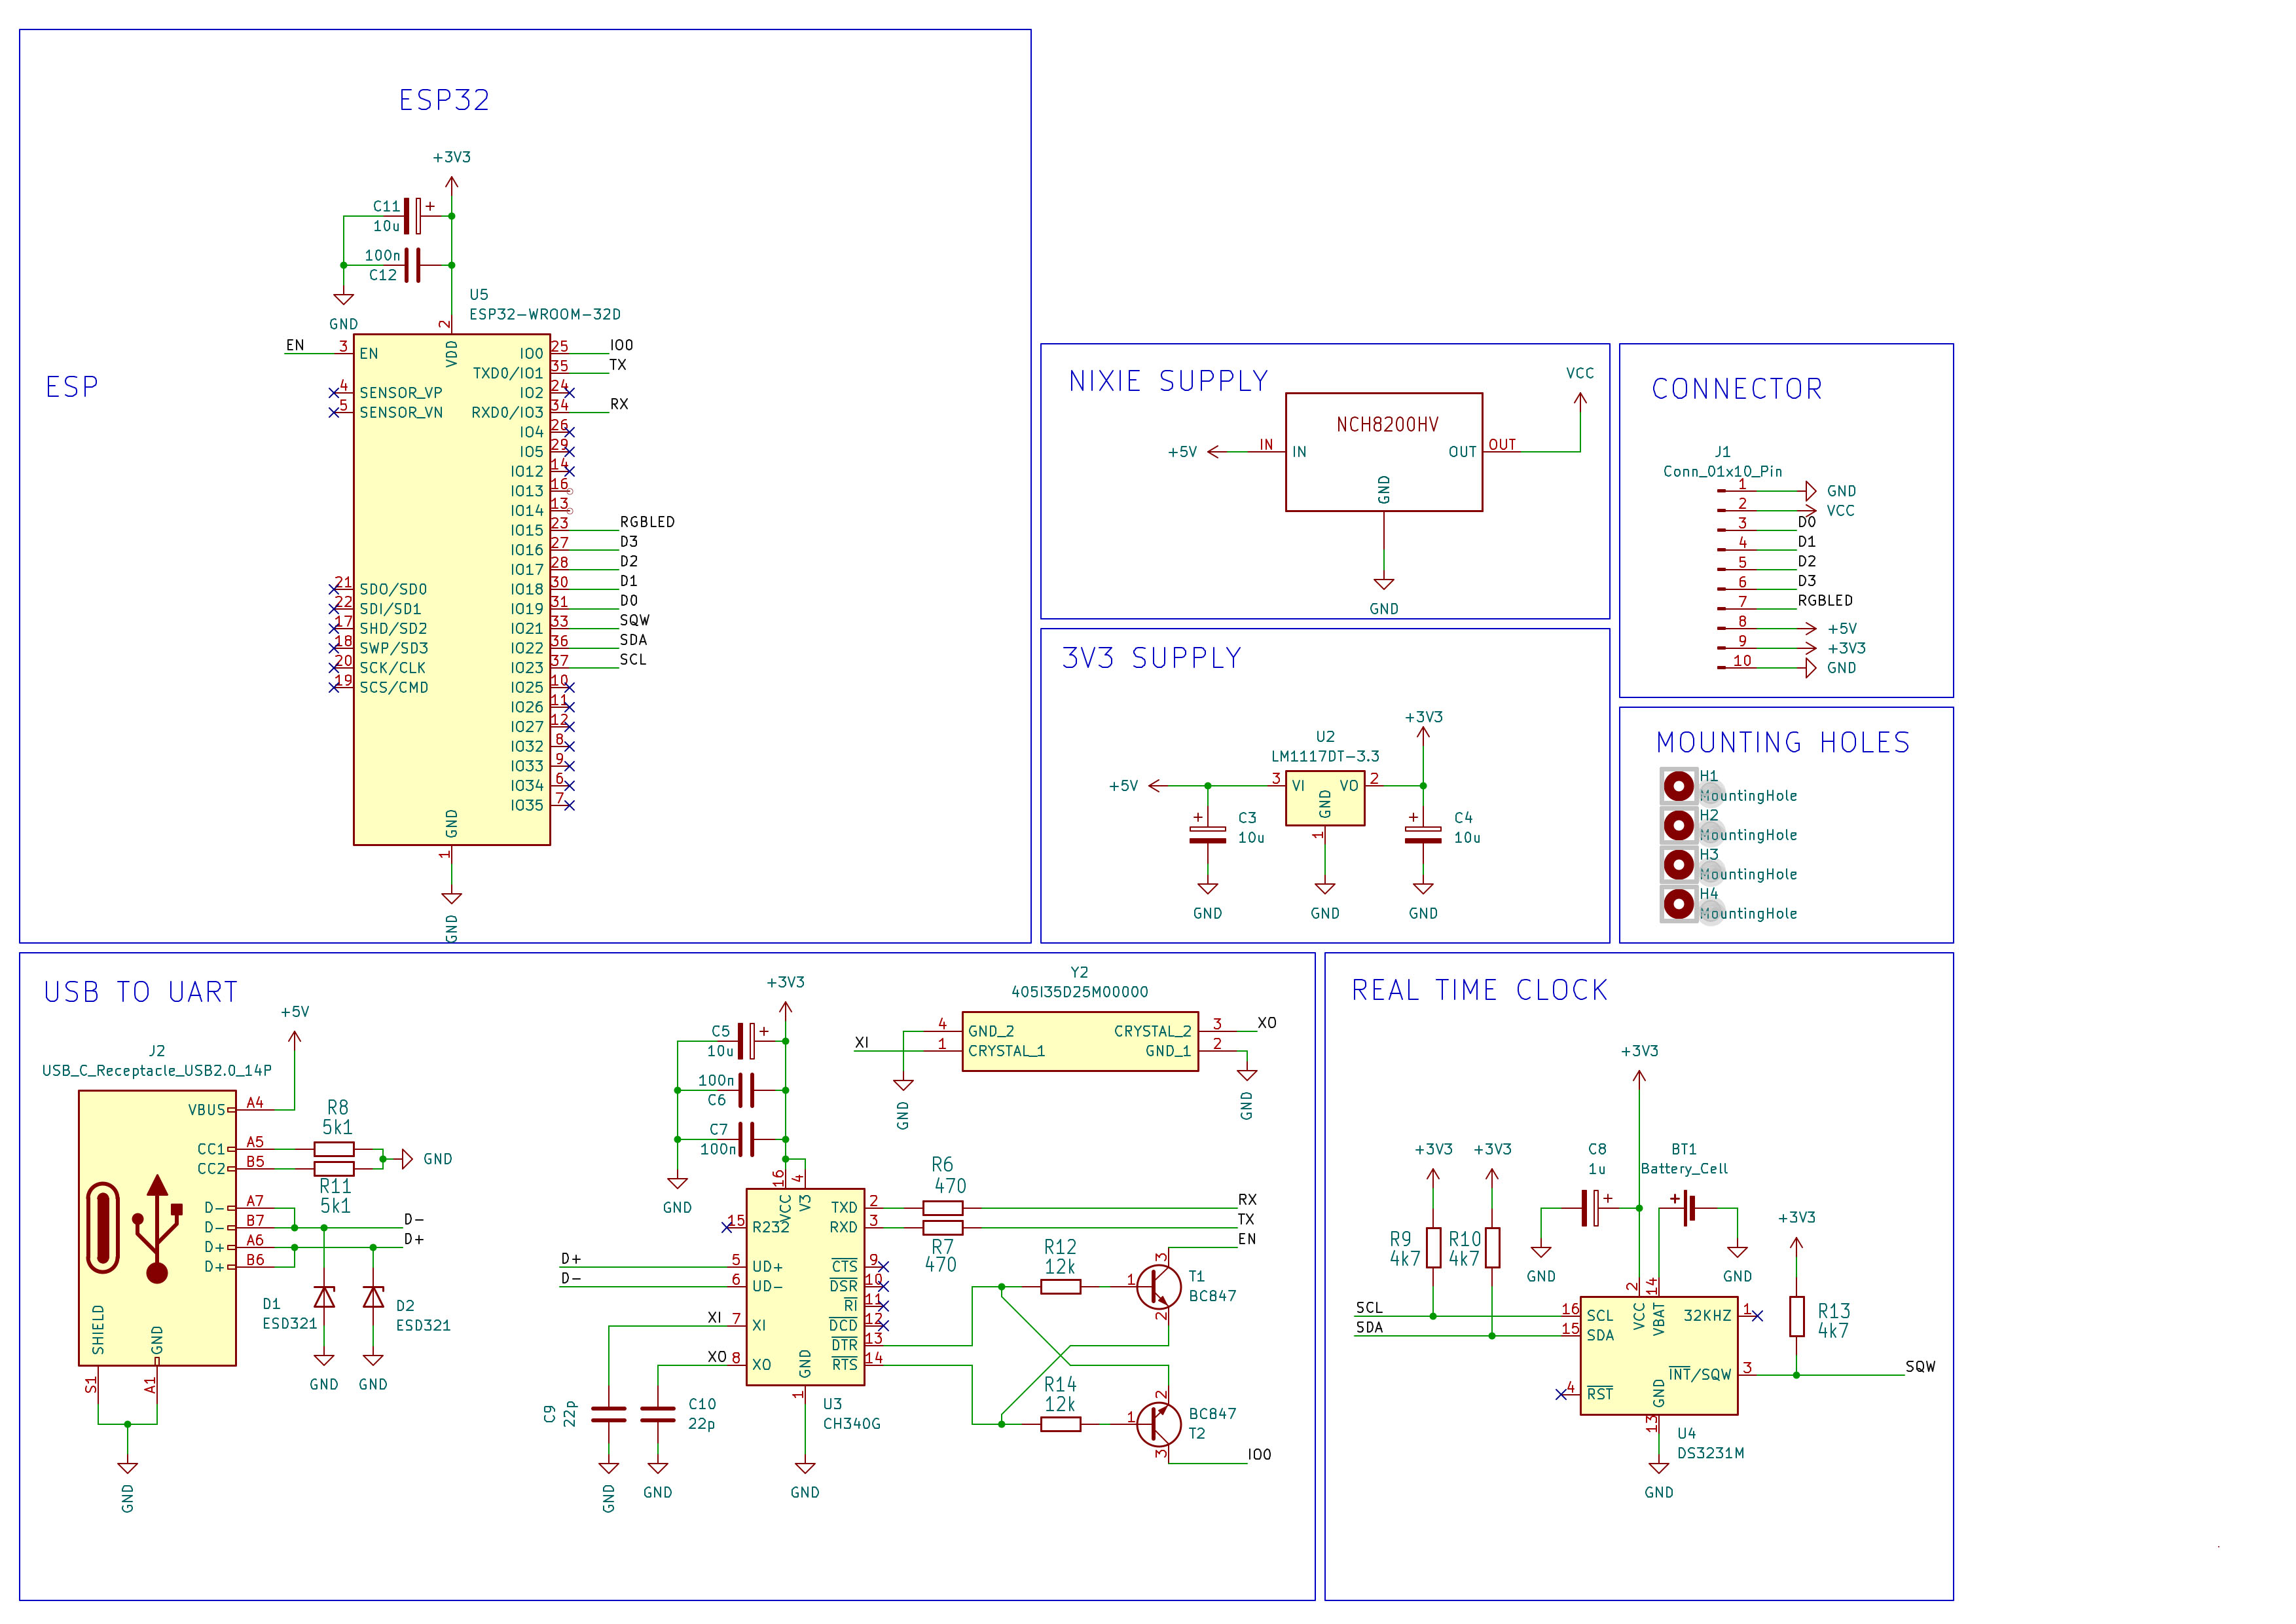 ESP32
+3V3
C11
10u
100n
C12
GND
U5
ESP32-WROOM-32D
ESP
EN
3 EN
4 SENSOR_VP
5 SENSOR_VN
21 SDO/SD0
22 SDI/SD1
17 SHD/SD2
18 SWP/SD3
20 SCK/CLK
19 SCS/CMD
2
VDD
IO0 25 IO0
TXD0/IO1 35 TX
IO2 24
RXD0/IO3 34 RX
IO4 26
IO5 29
IO12 14
IO13 16
IO14 13
IO15 23 RGBLED
IO16 27 D3
IO17 28 D2
IO18 30 D1
IO19 31 D0
IO21 33 SQW
IO22 36 SDA
IO23 37 SCL
IO25 10
IO26 11
IO27 12
IO32 8
IO33 9
IO34 6
IO35 7
GND
1
GND
NIXIE SUPPLY
VCC
NCH8200HV
+5V IN IN
OUT OUT
GND
GND
CONNECTOR
J1
Conn_01x10_Pin
1 GND
2 VCC
3 D0
4 D1
5 D2
6 D3
7 RGBLED
8 +5V
9 +3V3
10 GND
3V3 SUPPLY
+3V3
U2
LM1117DT-3.3
+5V 3 VI VO 2
GND
1
C3
10u
C4
10u
GND
GND
GND
MOUNTING HOLES
H1
MountingHole
H2
MountingHole
H3
MountingHole
H4
MountingHole
USB TO UART
+5V
J2
USB_C_Receptacle_USB2.0_14P
VBUS A4
CC1 A5
CC2 B5
D- A7
D- B7
D+ A6
D+ B6
SHIELD
GND
S1
A1
GND
R8
5k1
R11
5k1
GND
D-
D+
D1
ESD321
D2
ESD321
GND
GND
+3V3
C5
10u
100n
C6
C7
100n
GND
16
4
VCC
V3
15 R232
D+ 5 UD+
D- 6 UD-
XI 7 XI
XO 8 XO
TXD 2
RXD 3
CTS 9
DSR 10
RI 11
DCD 12
DTR 13
RTS 14
GND
1
U3
CH340G
GND
C9
22p
C10
22p
GND
GND
Y2
405I35D25M00000
4 GND_2
XI 1 CRYSTAL_1
CRYSTAL_2 3 XO
GND_1 2
GND
GND
R6
470
R7
470
RX
TX
EN
R12
12k
1
3
2
T1
BC847
R14
12k
1
2
3
BC847
T2
IO0
REAL TIME CLOCK
+3V3
+3V3
+3V3
C8
1u
BT1
Battery_Cell
GND
GND
R9
4k7
R10
4k7
+3V3
R13
4k7
SCL 16 SCL
SDA 15 SDA
2
14
VCC
VBAT
32KHZ 1
INT/SQW 3 SQW
4 RST
GND
13
U4
DS3231M
GND